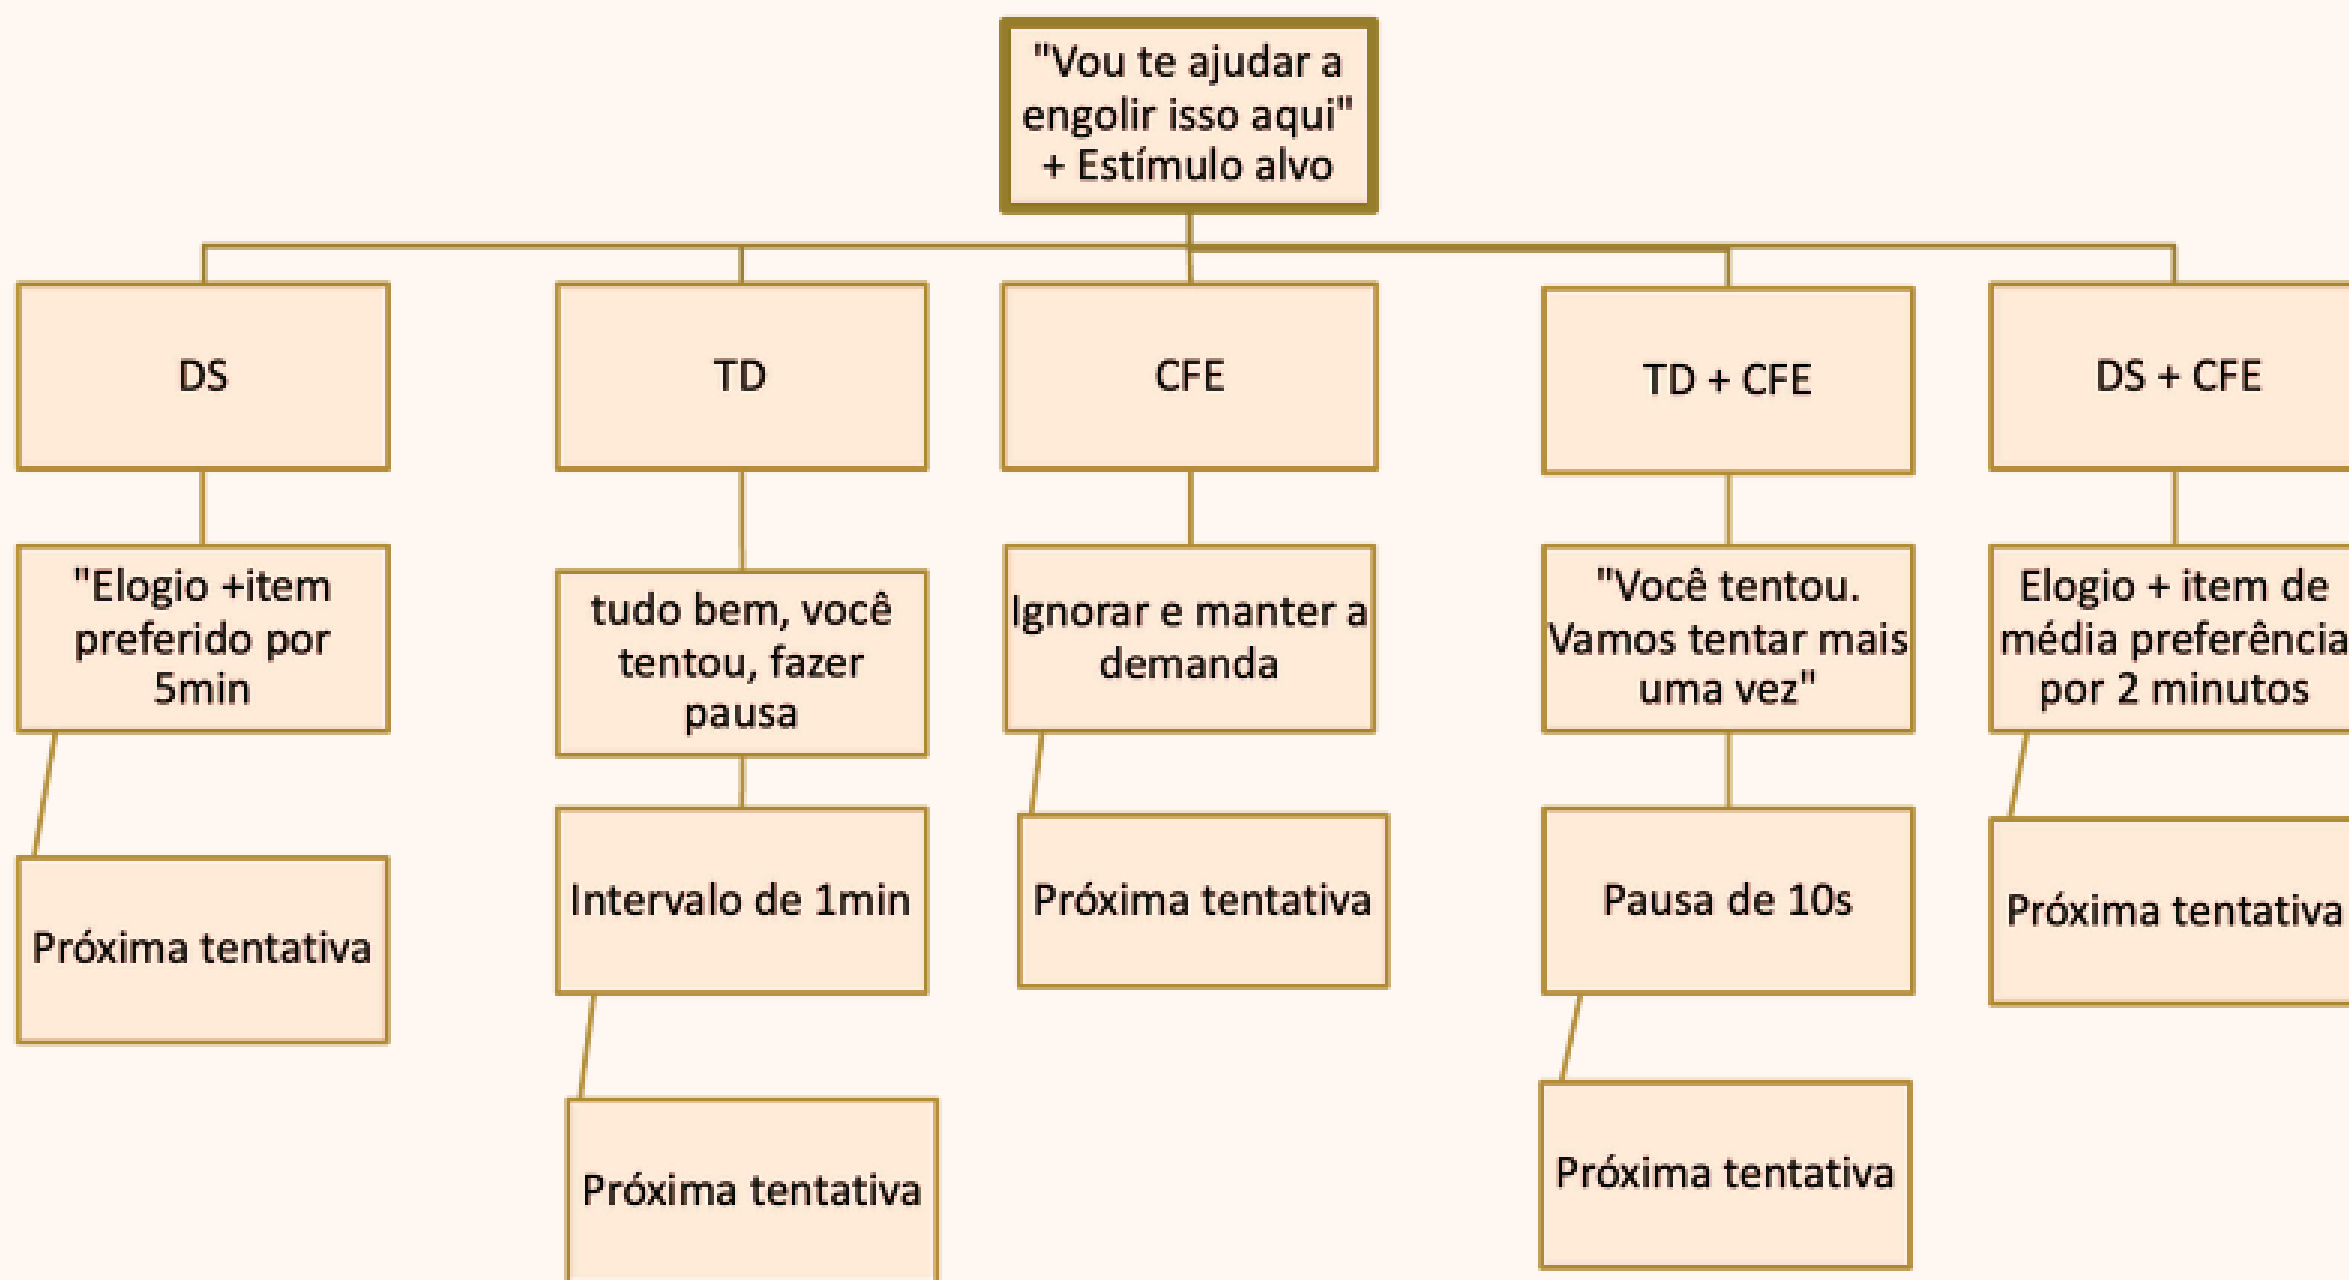 "Vou te ajudar a
engolir isso aqui"
+ Estímulo alvo
DS
TD
CFE
TD + CFE
DS + CFE
"Elogio +item
preferido por
5min
tudo bem, você
tentou, fazer
pausa
Ignorar e manter a
demanda
"Você tentou.
Vamos tentar mais
uma vez"
Elogio + item de
média preferência
por 2 minutos
Próxima tentativa
Intervalo de 1min
Próxima tentativa
Pausa de 10s
Próxima tentativa
Próxima tentativa
Próxima tentativa